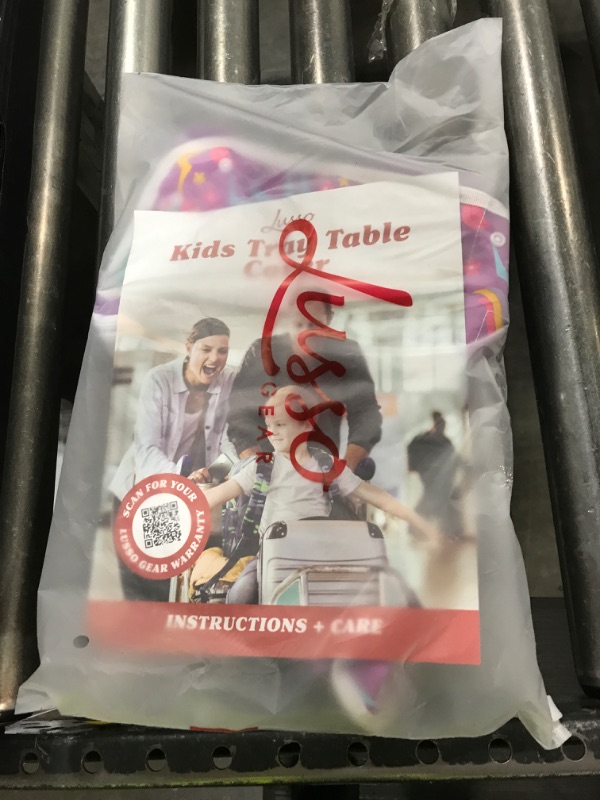 Lusso
Kids Tray Table
Cover
Lusso
GEAR
SCAN FOR YOUR
LUSSO GEAR WARRANTY
INSTRUCTIONS + CARE